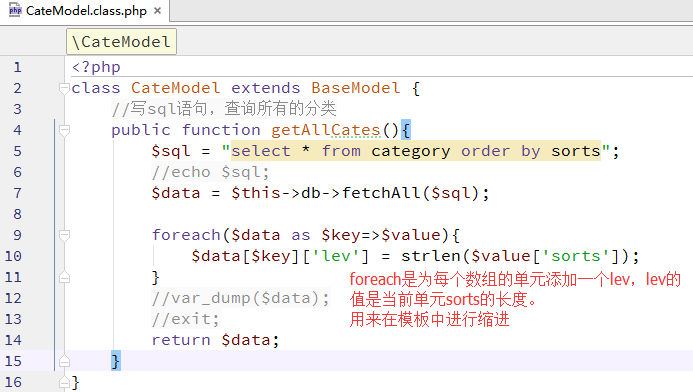 CateModel.class.php ×
\CateModel
1 <?php
2 class CateModel extends BaseModel {
3 //写sql语句，查询所有的分类
4 public function getAllCates(){
5 $sql = "select * from category order by sorts";
6 //echo $sql;
7 $data = $this->db->fetchAll($sql);
8
9 foreach($data as $key=>$value){
10 $data[$key]['lev'] = strlen($value['sorts']);
11 }
12 //var_dump($data);
13 //exit;
14 return $data;
15 }
16 }
foreach是为每个数组的单元添加一个lev，lev的
值是当前单元sorts的长度。
用来在模板中进行缩进